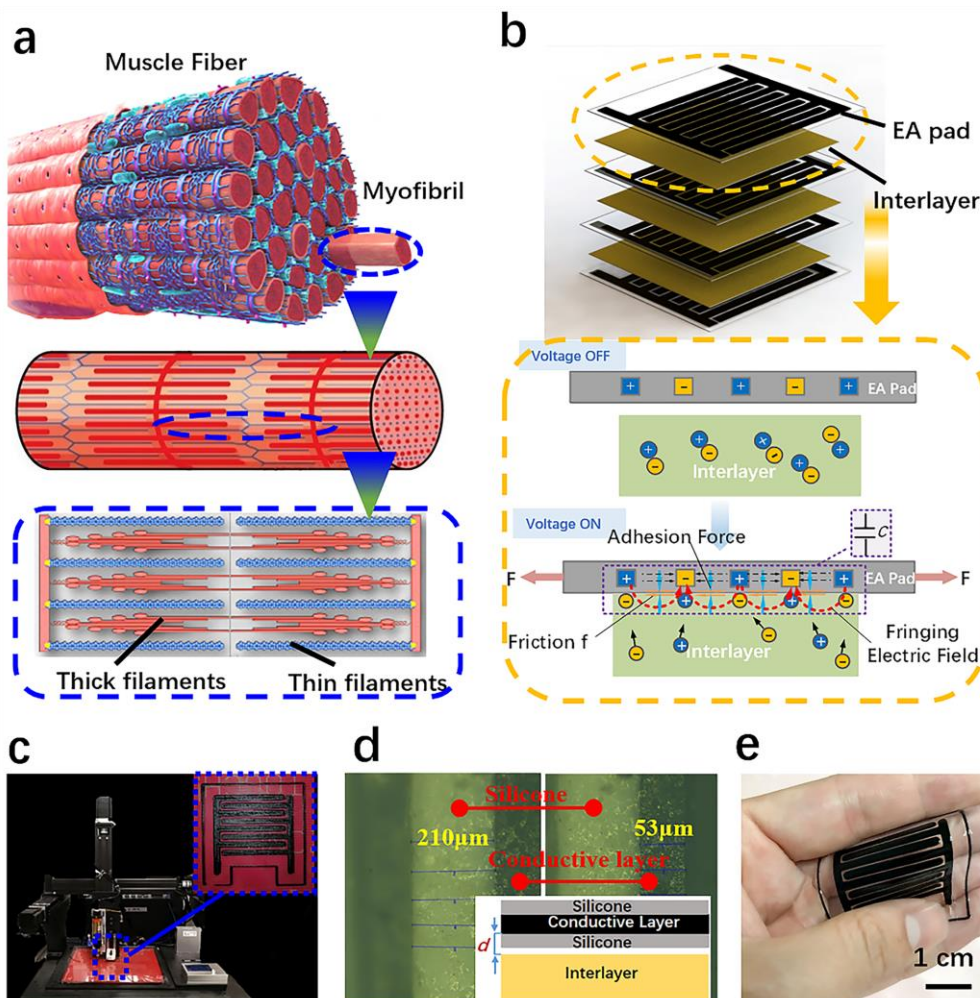 a
Muscle Fiber
Myofibril
Thick filaments
Thin filaments
b
EA pad
Interlayer
Voltage OFF
+ - + - +
EA Pad
Interlayer
Voltage ON
Adhesion Force
C
F
+ - + - +
EA Pad
F
Friction f
Interlayer
Fringing
Electric Field
c
d
Silicone
210μm
53μm
Conductive layer
Silicone
Conductive Layer
d
Silicone
Interlayer
e
1 cm